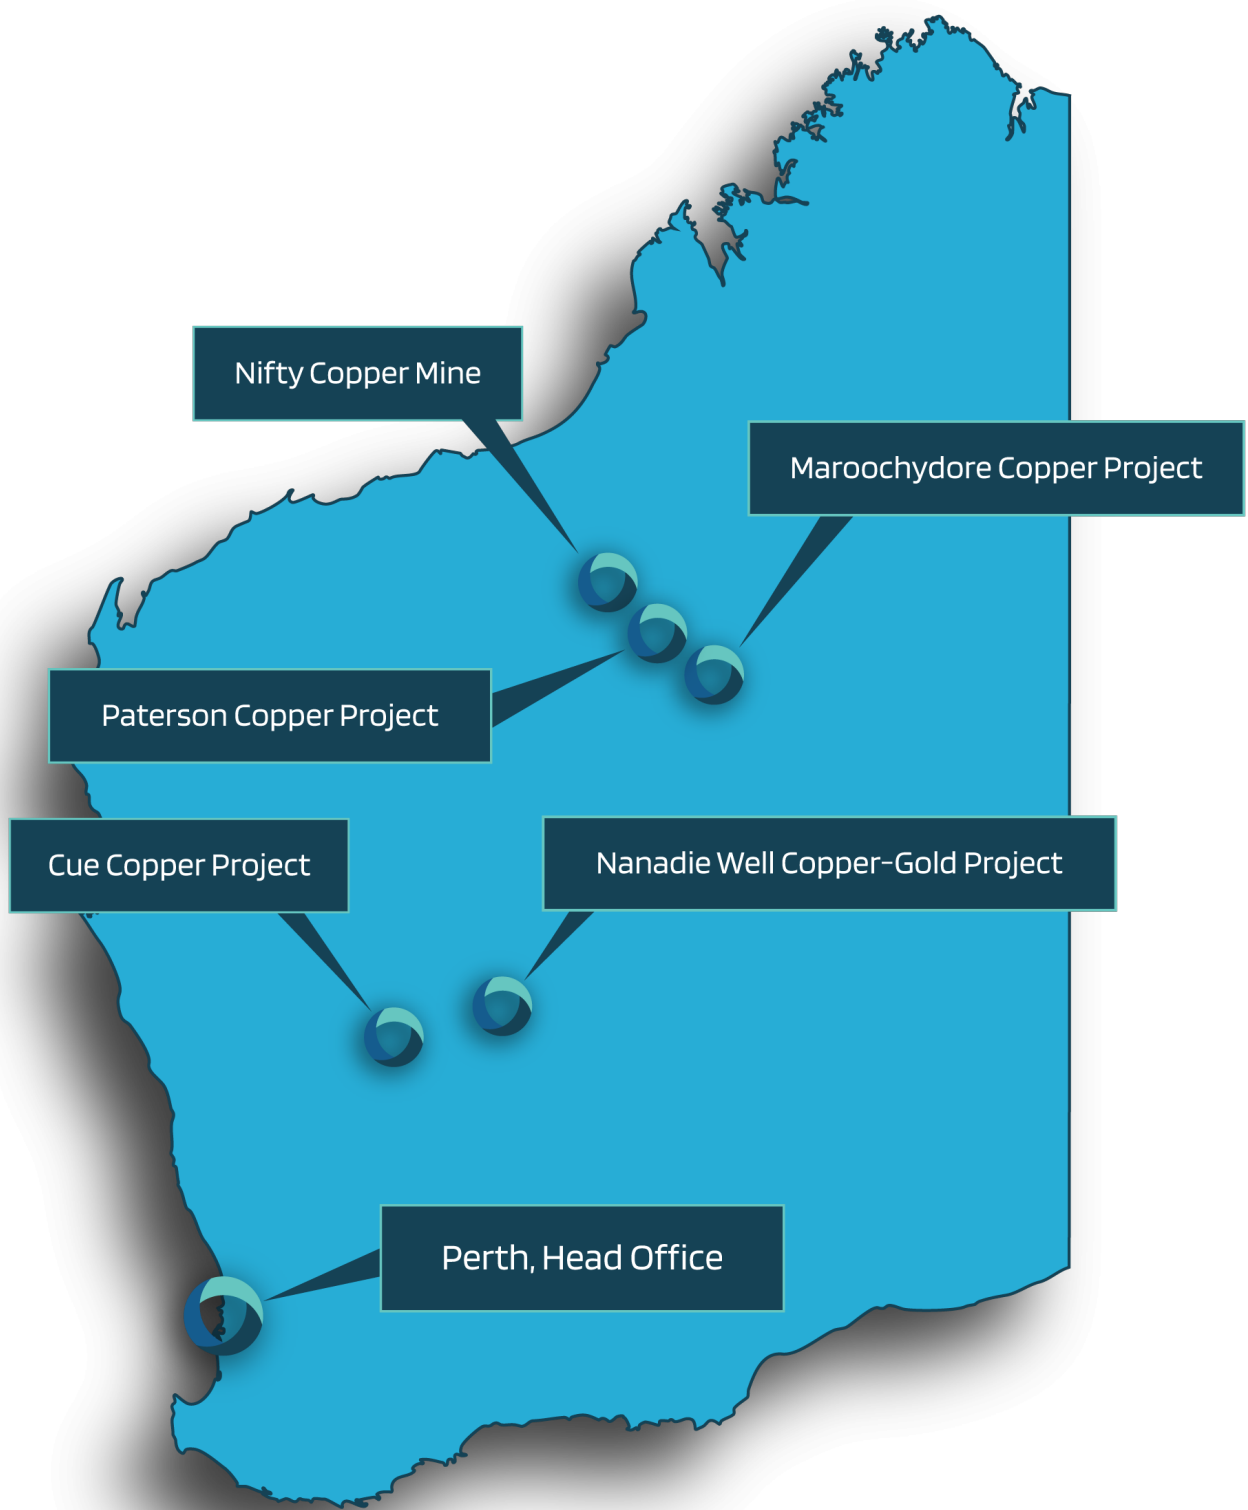 Nifty Copper Mine
Maroochydore Copper Project
Paterson Copper Project
Cue Copper Project
Nanadie Well Copper-Gold Project
Perth, Head Office